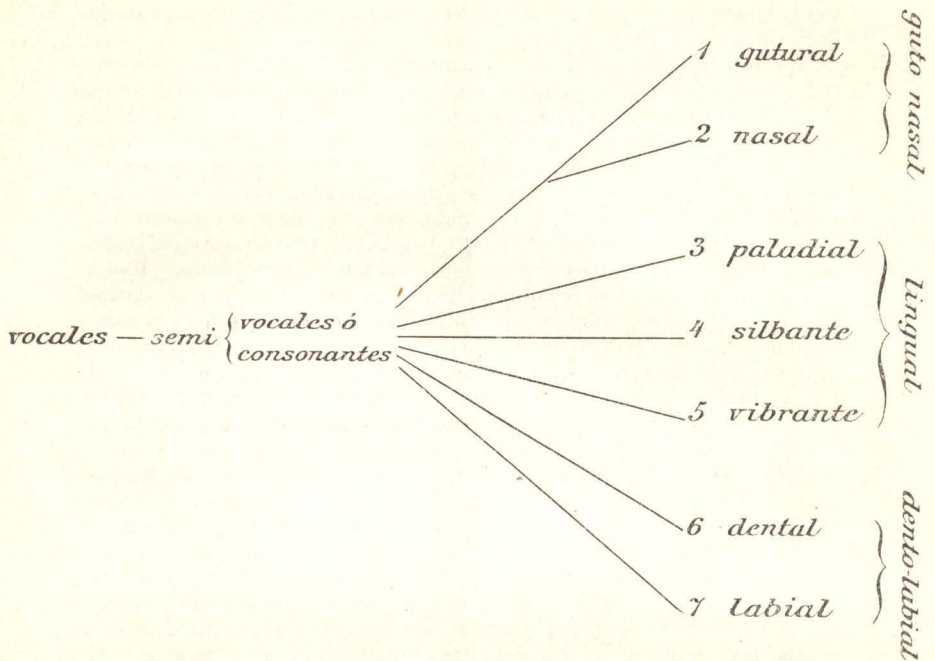 1 gutural
2 nasal
guto nasal
3 paladial
4 silbante
5 vibrante
lingual
vocales — semi { vocales ó
consonantes
6 dental
7 labial
dento-labial